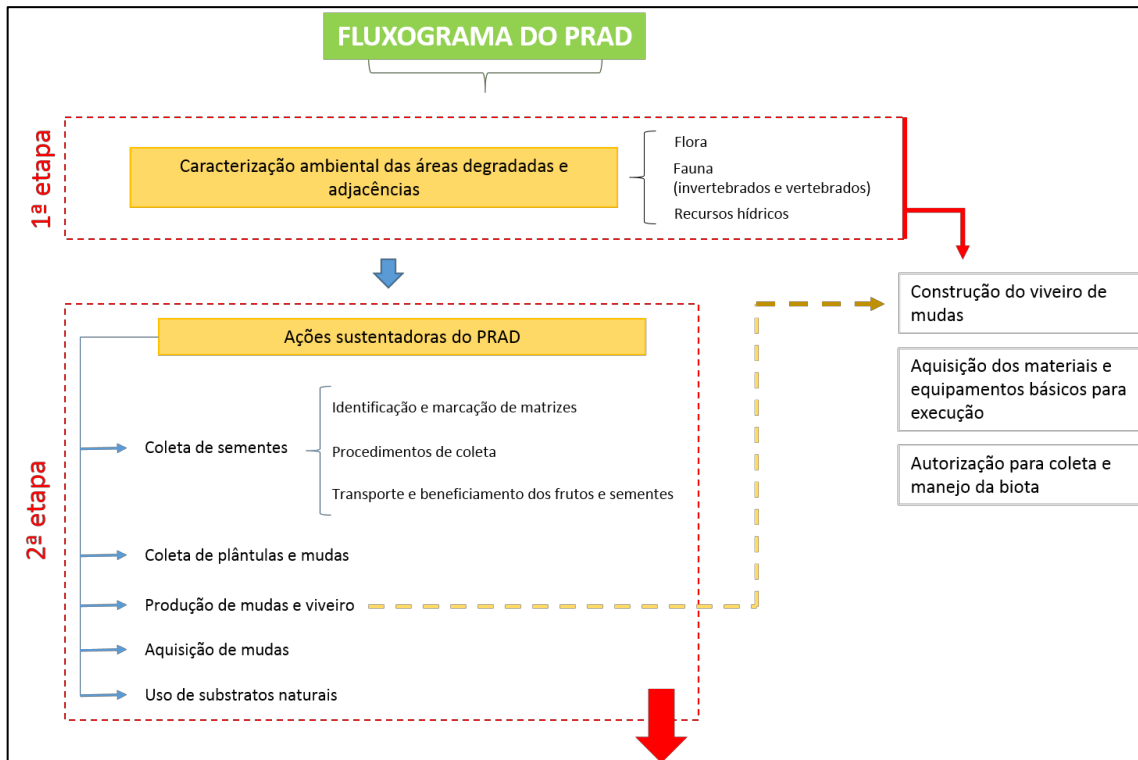 FLUXOGRAMA DO PRAD
1ª etapa
Caracterização ambiental das áreas degradadas e
adjacências
Flora
Fauna
(invertebrados e vertebrados)
Recursos hídricos
Construção do viveiro de
mudas
Aquisição dos materiais e
equipamentos básicos para
execução
Autorização para coleta e
manejo da biota
2ª etapa
Ações sustentadoras do PRAD
Coleta de sementes
Identificação e marcação de matrizes
Procedimentos de coleta
Transporte e beneficiamento dos frutos e sementes
Coleta de plântulas e mudas
Produção de mudas e viveiro
Aquisição de mudas
Uso de substratos naturais